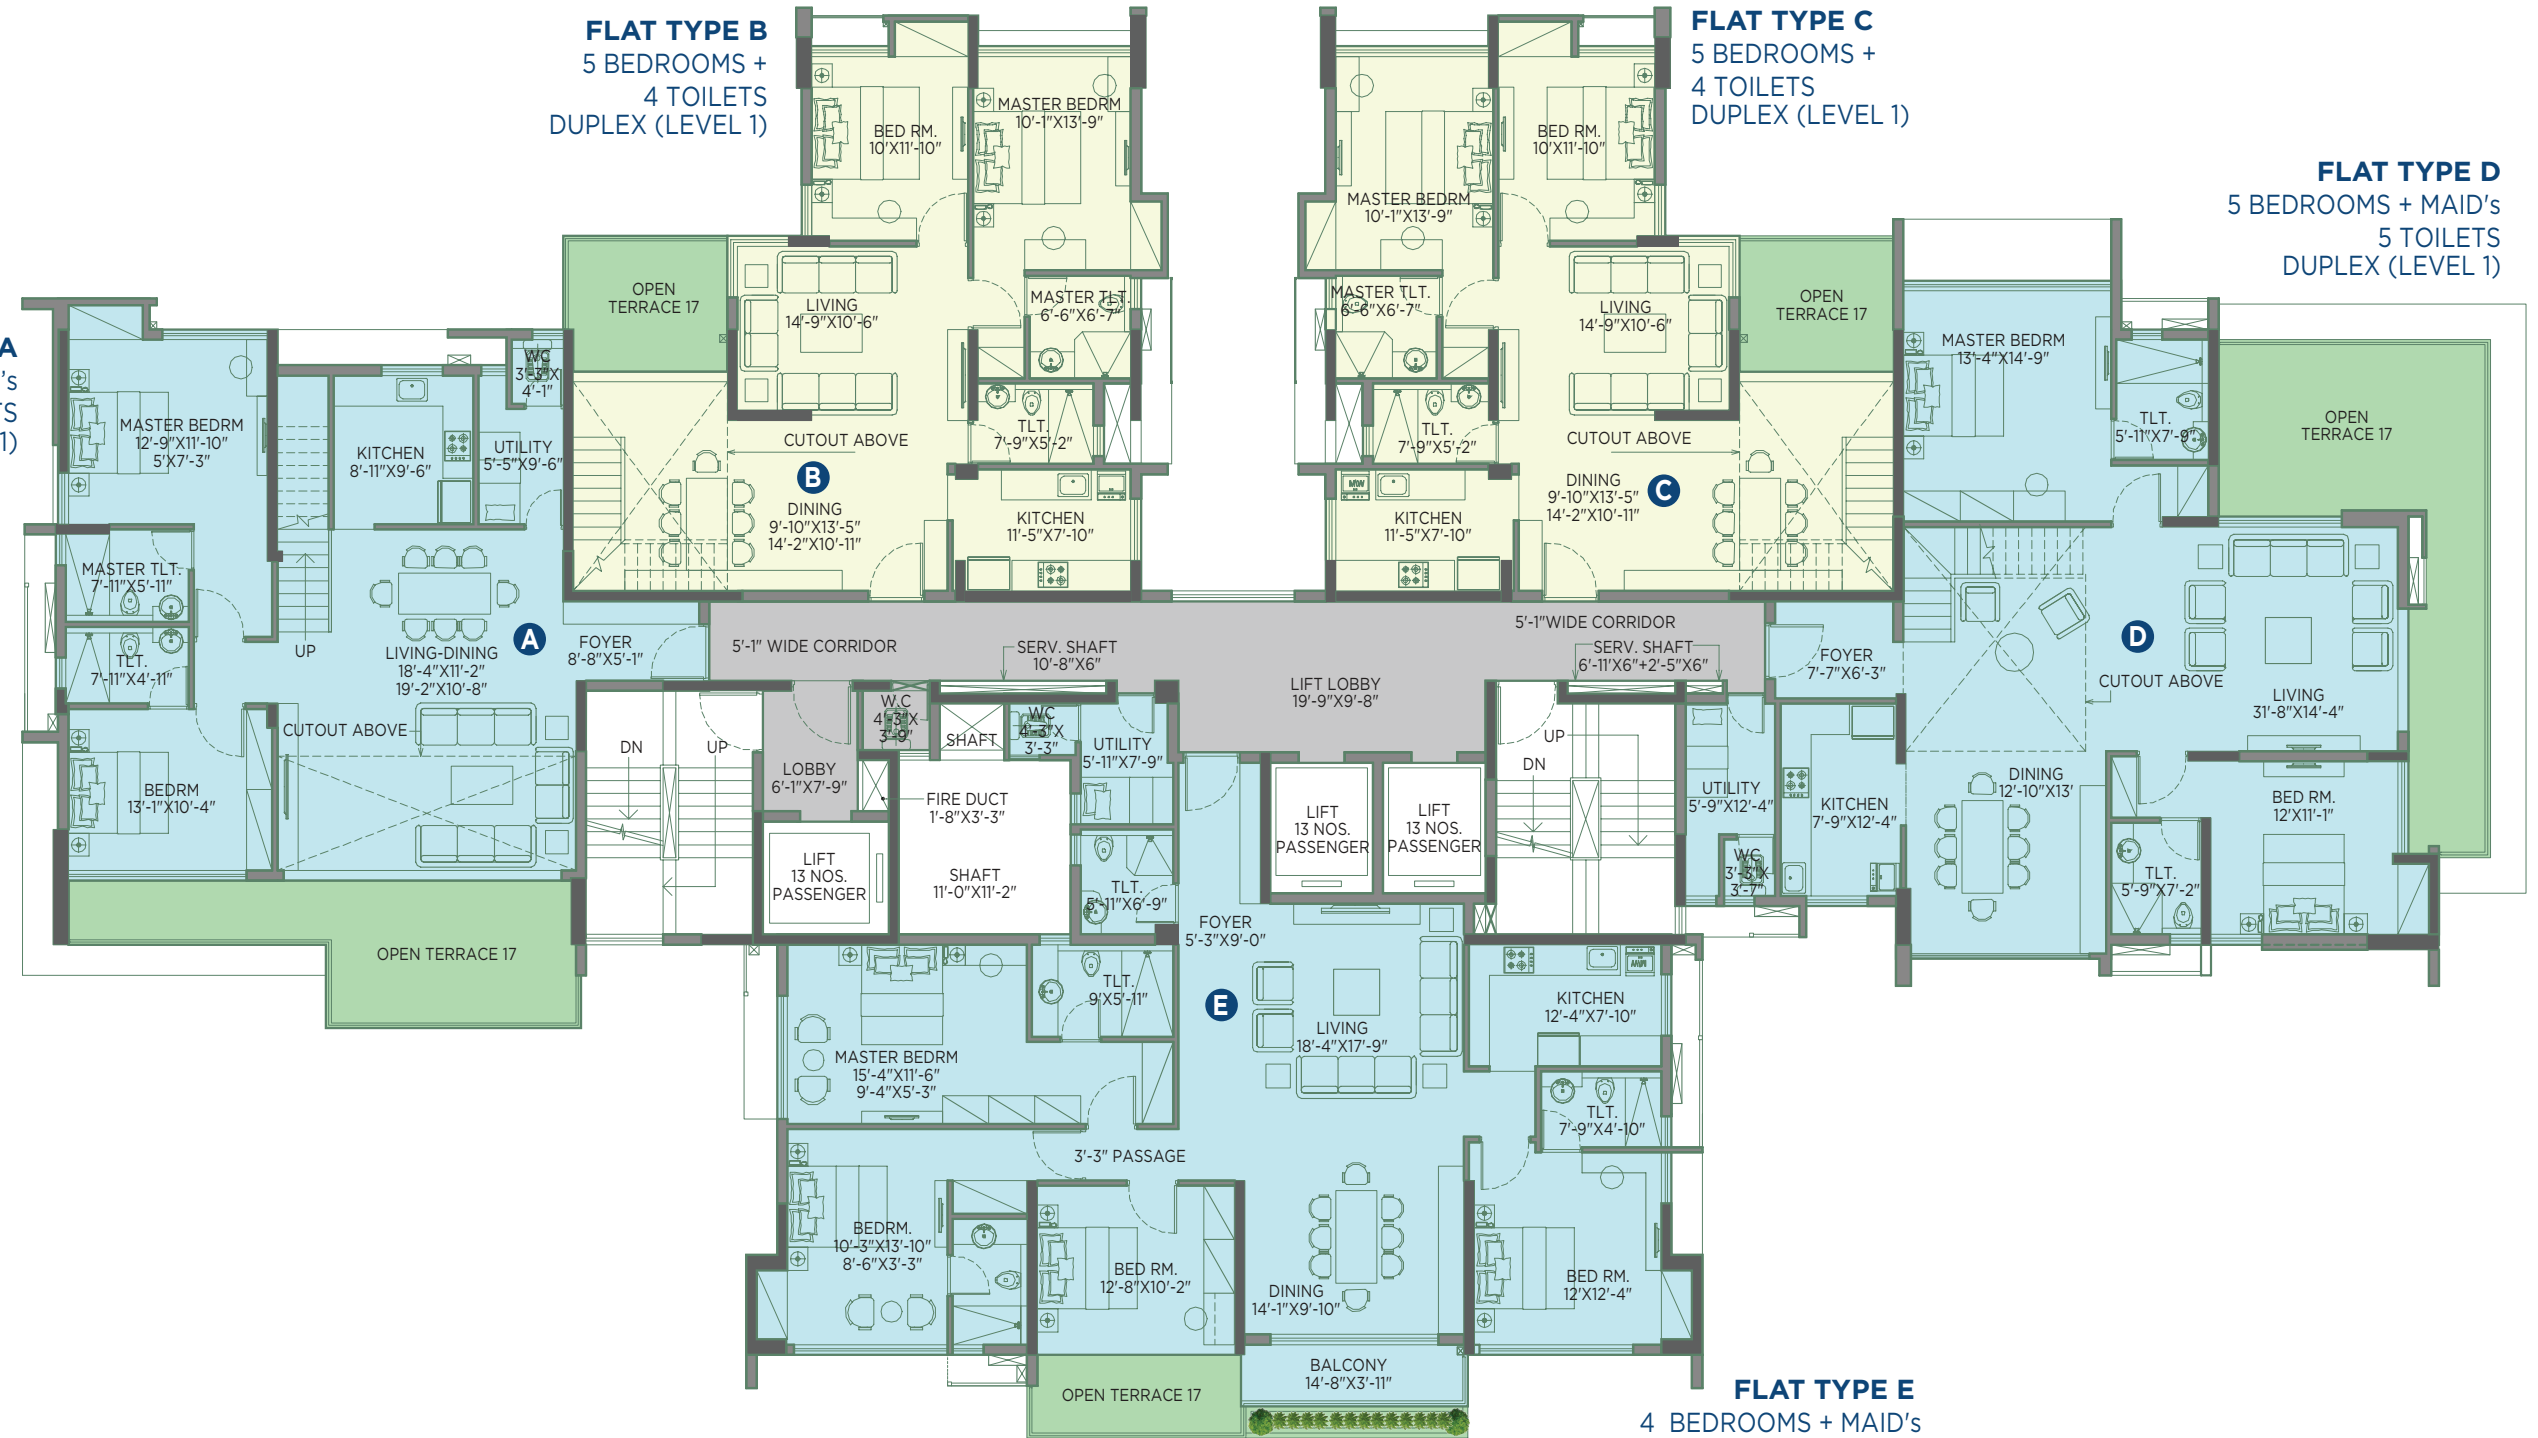 FLAT TYPE B
5 BEDROOMS +
4 TOILETS
DUPLEX (LEVEL 1)
FLAT TYPE C
5 BEDROOMS +
4 TOILETS
DUPLEX (LEVEL 1)
FLAT TYPE D
5 BEDROOMS + MAID's
5 TOILETS
DUPLEX (LEVEL 1)
A
's
TS
1)
MASTER BEDRM
12'-9"X11'-10"
5'X7'-3"
KITCHEN
8'-11"X9'-6"
UTILITY
5'-5"X9'-6"
WC
3'-3"X
4'-1"
MASTER TLT.
7'-11"X5'-11"
TLT.
7'-11"X4'-11"
UP
LIVING-DINING
18'-4"X11'-2"
19'-2"X10'-8"
A
FOYER
8'-8"X5'-1"
CUTOUT ABOVE
BEDRM
13'-1"X10'-4"
OPEN TERRACE 17
OPEN
TERRACE 17
BED RM.
10'X11'-10"
MASTER BEDRM
10'-1"X13'-9"
LIVING
14'-9"X10'-6"
MASTER TLT.
6'-6"X6'-7"
TLT.
7'-9"X5'-2"
CUTOUT ABOVE
B
DINING
9'-10"X13'-5"
14'-2"X10'-11"
KITCHEN
11'-5"X7'-10"
MASTER BEDRM
10'-1"X13'-9"
BED RM.
10'X11'-10"
MASTER TLT.
6'-6"X6'-7"
LIVING
14'-9"X10'-6"
OPEN
TERRACE 17
TLT.
7'-9"X5'-2"
CUTOUT ABOVE
DINING
9'-10"X13'-5"
14'-2"X10'-11"
C
KITCHEN
11'-5"X7'-10"
MASTER BEDRM
13'-4"X14'-9"
TLT.
5'-11"X7'-9"
OPEN
TERRACE 17
D
FOYER
7'-7"X6'-3"
CUTOUT ABOVE
LIVING
31'-8"X14'-4"
DINING
12'-10"X13'
BED RM.
12'X11'-1"
TLT.
5'-9"X7'-2"
UTILITY
5'-9"X12'-4"
KITCHEN
7'-9"X12'-4"
WC
3'-3"X
3'-7"
5'-1" WIDE CORRIDOR
SERV. SHAFT
10'-8"X6"
5'-1"WIDE CORRIDOR
SERV. SHAFT
6'-11'X6"+2'-5"X6"
LIFT LOBBY
19'-9"X9'-8"
DN
UP
W.C
4'-3"X
3'-9"
SHAFT
WC
4'-3"X
3'-3"
UTILITY
5'-11"X7'-9"
LOBBY
6'-1"X7'-9"
FIRE DUCT
1'-8"X3'-3"
UP
DN
LIFT
13 NOS.
PASSENGER
SHAFT
11'-0"X11'-2"
LIFT
13 NOS.
PASSENGER
LIFT
13 NOS.
PASSENGER
TLT.
5'-11"X6'-9"
FOYER
5'-3"X9'-0"
TLT.
9'X5'-11"
E
MASTER BEDRM
15'-4"X11'-6"
9'-4"X5'-3"
LIVING
18'-4"X17'-9"
KITCHEN
12'-4"X7'-10"
TLT.
7'-9"X4'-10"
3'-3" PASSAGE
BEDRM.
10'-3"X13'-10"
8'-6"X3'-3"
BED RM.
12'-8"X10'-2"
DINING
14'-1"X9'-10"
BED RM.
12'X12'-4"
BALCONY
14'-8"X3'-11"
OPEN TERRACE 17
FLAT TYPE E
4 BEDROOMS + MAID's